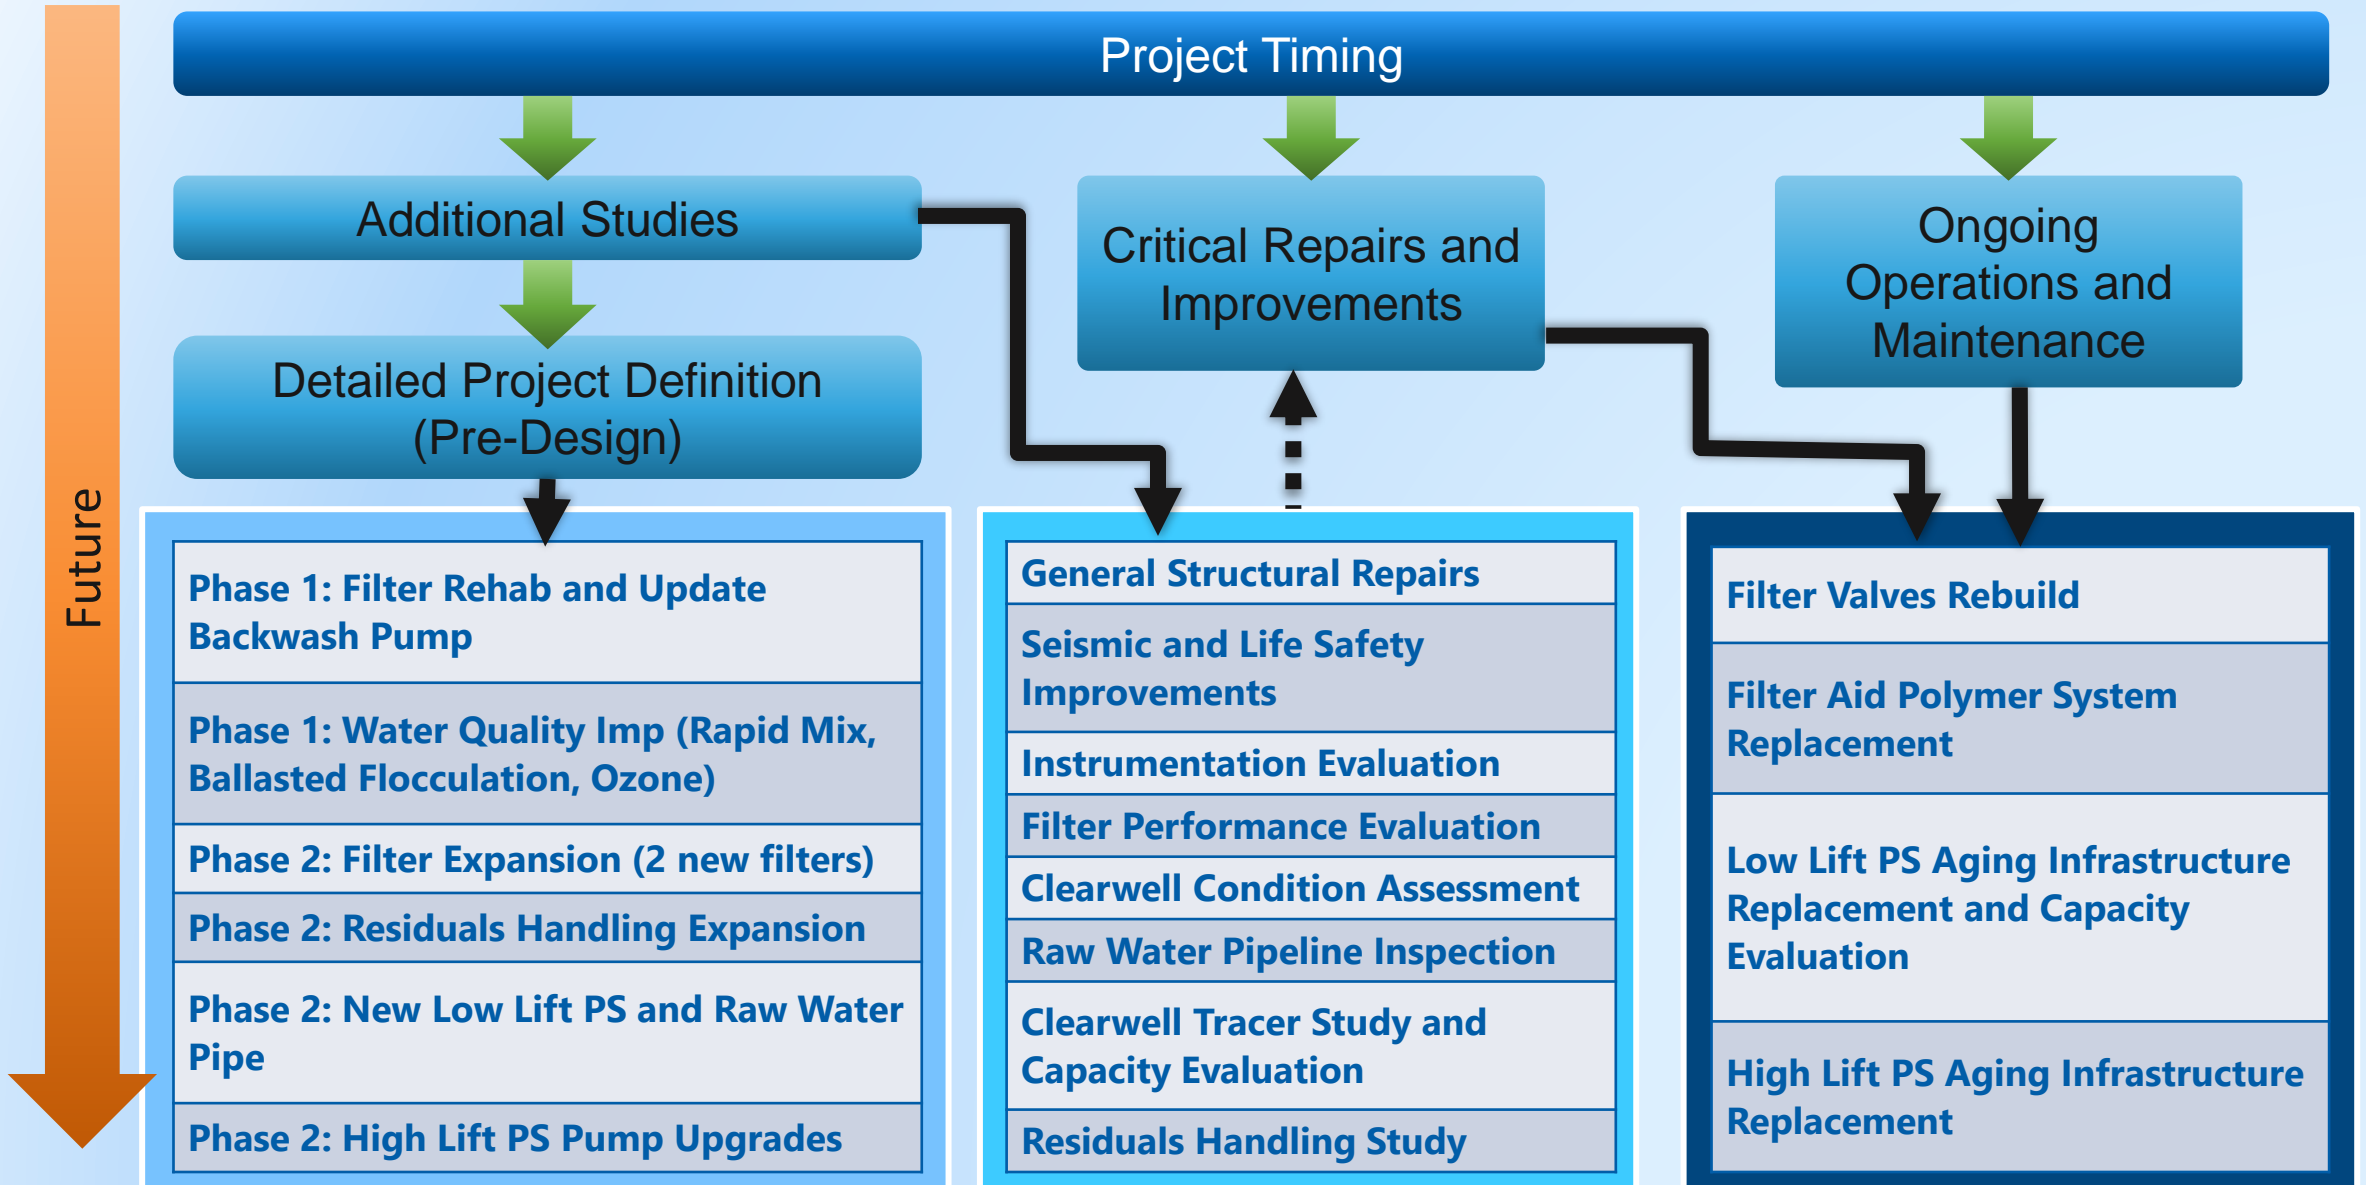 Project Timing
Additional Studies
Critical Repairs and
Improvements
Ongoing
Operations and
Maintenance
Detailed Project Definition
(Pre-Design)
Future
Phase 1: Filter Rehab and Update
Backwash Pump
Phase 1: Water Quality Imp (Rapid Mix,
Ballasted Flocculation, Ozone)
Phase 2: Filter Expansion (2 new filters)
Phase 2: Residuals Handling Expansion
Phase 2: New Low Lift PS and Raw Water
Pipe
Phase 2: High Lift PS Pump Upgrades
General Structural Repairs
Seismic and Life Safety
Improvements
Instrumentation Evaluation
Filter Performance Evaluation
Clearwell Condition Assessment
Raw Water Pipeline Inspection
Clearwell Tracer Study and
Capacity Evaluation
Residuals Handling Study
Filter Valves Rebuild
Filter Aid Polymer System
Replacement
Low Lift PS Aging Infrastructure
Replacement and Capacity
Evaluation
High Lift PS Aging Infrastructure
Replacement